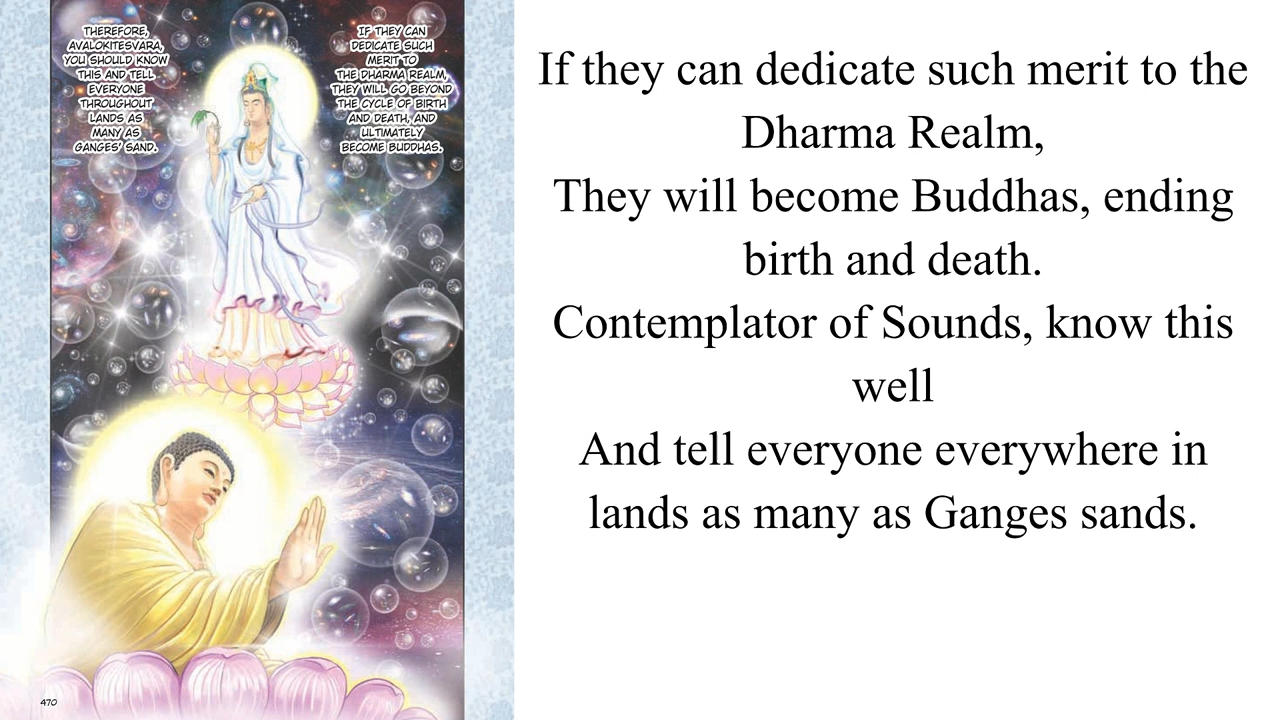 THEREFORE,
AVALOKITESVARA,
YOU SHOULD KNOW
THIS AND TELL
EVERYONE
THROUGHOUT
LANDS AS
MANY AS
GANGES' SAND.
IF THEY CAN
DEDICATE SUCH
MERIT TO
THE DHARMA REALM,
THEY WILL GO BEYOND
THE CYCLE OF BIRTH
AND DEATH, AND
ULTIMATELY
BECOME BUDDHAS.
470
If they can dedicate such merit to the
Dharma Realm,
They will become Buddhas, ending
birth and death.
Contemplator of Sounds, know this
well
And tell everyone everywhere in
lands as many as Ganges sands.